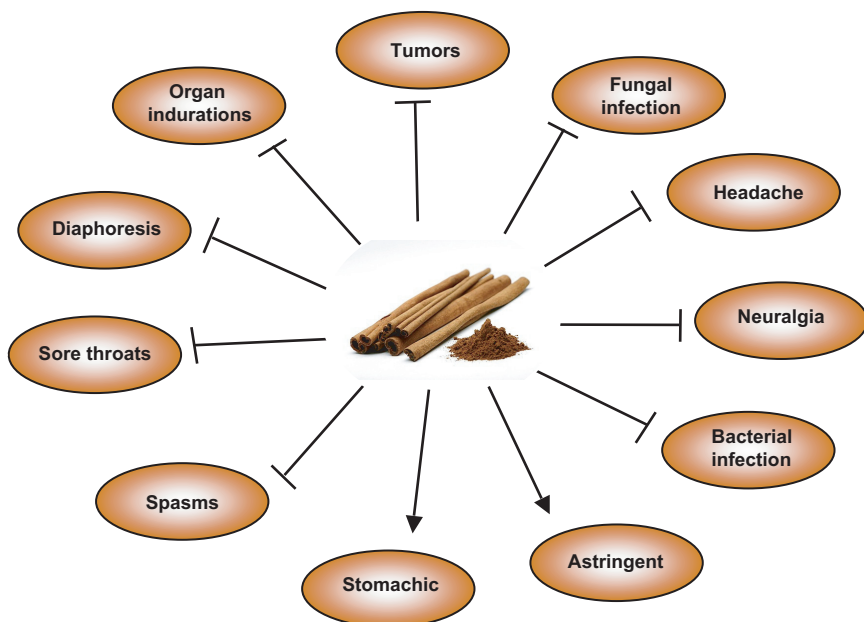 Tumors
Fungal
infection
Headache
Neuralgia
Bacterial
infection
Astringent
Stomachic
Spasms
Sore throats
Diaphoresis
Organ
indurations